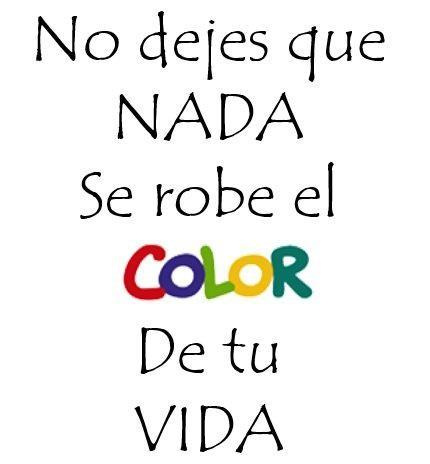 No dejes que
NADA
Se robe el
COLOR
De tu
VIDA